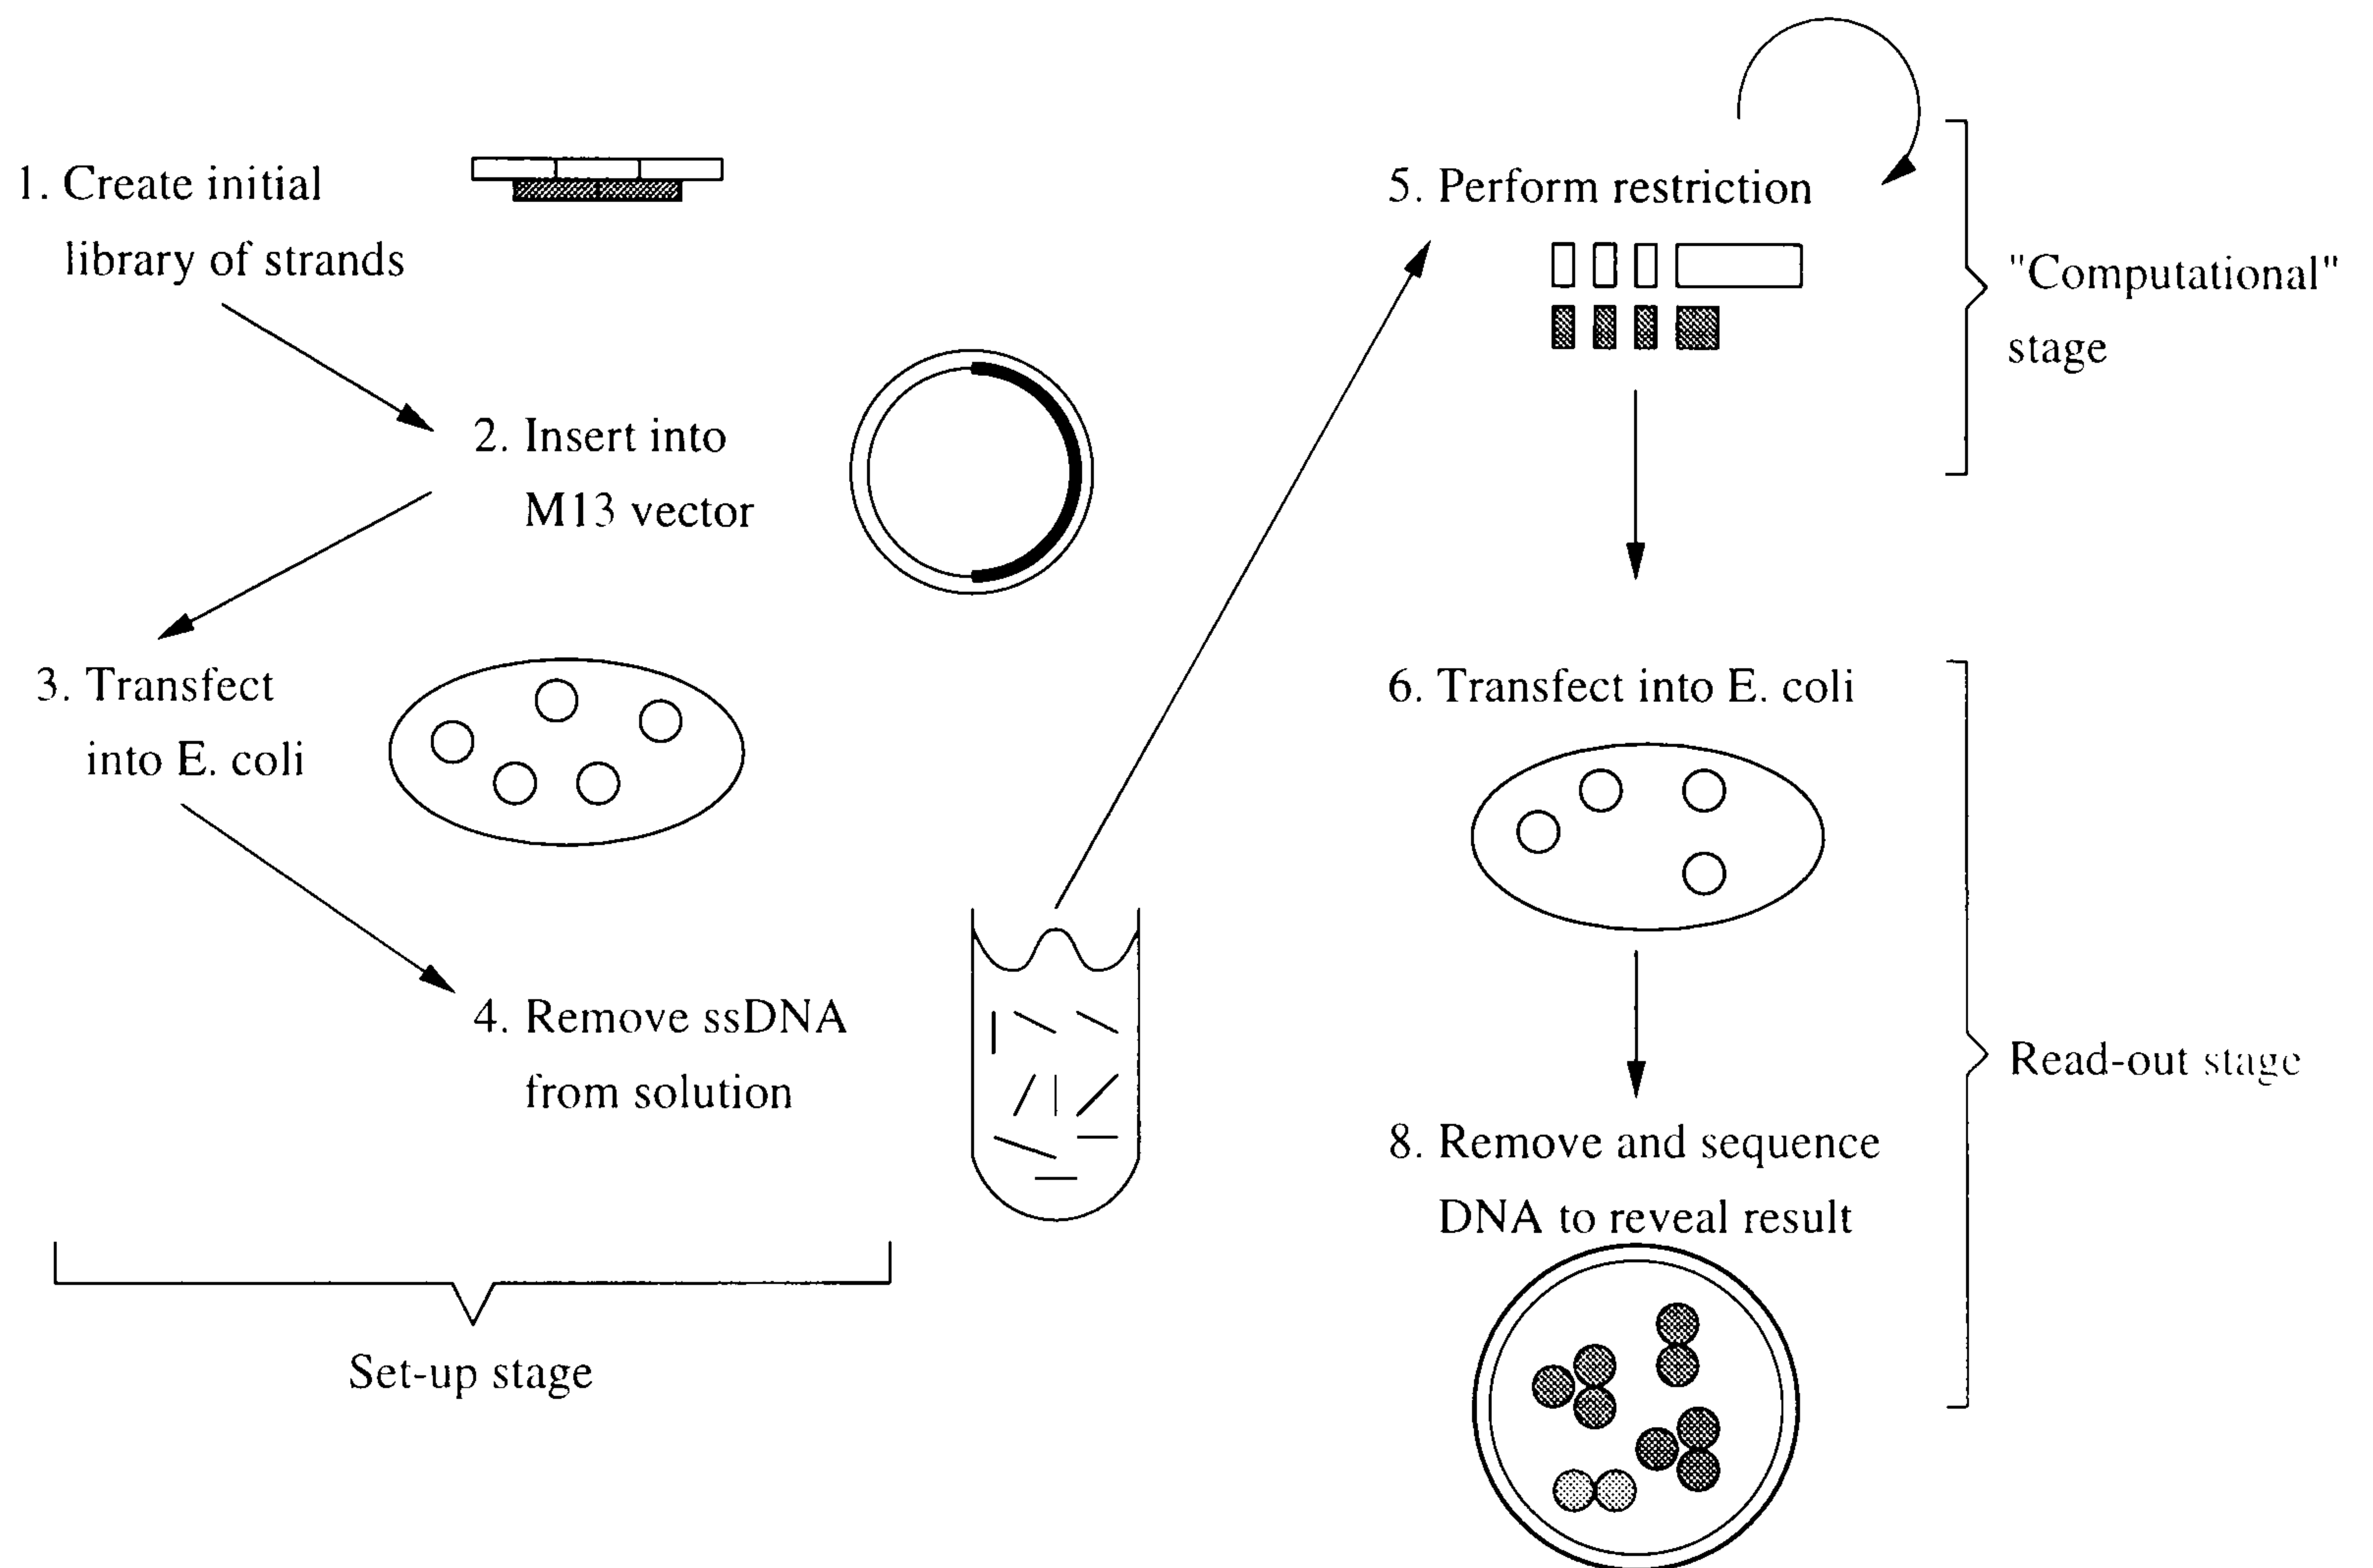 1. Create initial
library of strands
2. Insert into
M13 vector
3. Transfect
into E. coli
4. Remove ssDNA
from solution
Set-up stage
5. Perform restriction
"Computational"
stage
6. Transfect into E. coli
8. Remove and sequence
DNA to reveal result
Read-out stage